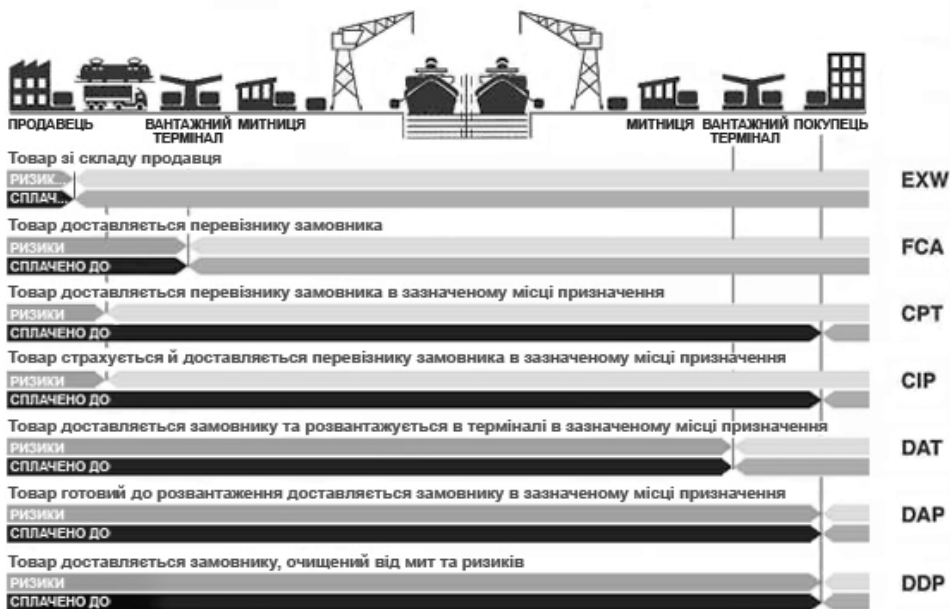 ПРОДАВЕЦЬ ВАНТАЖНИЙ МИТНИЦЯ МИТНИЦЯ ВАНТАЖНИЙ ПОКУПЕЦЬ
ТЕРМІНАЛ ТЕРМІНАЛ
Товар зі складу продавця
РИЗИК...
EXW
СПЛАЧ...
Товар доставляється перевізнику замовника
РИЗИКИ
FCA
СПЛАЧЕНО ДО
Товар доставляється перевізнику замовника в зазначеному місці призначення
РИЗИКИ
CPT
СПЛАЧЕНО ДО
Товар страхується й доставляється перевізнику замовника в зазначеному місці призначення
РИЗИКИ
CIP
СПЛАЧЕНО ДО
Товар доставляється замовнику та розвантажується в терміналі в зазначеному місці призначення
РИЗИКИ
DAT
СПЛАЧЕНО ДО
Товар готовий до розвантаження доставляється замовнику в зазначеному місці призначення
РИЗИКИ
DAP
СПЛАЧЕНО ДО
Товар доставляється замовнику, очищений від мит та ризиків
РИЗИКИ
DDP
СПЛАЧЕНО ДО